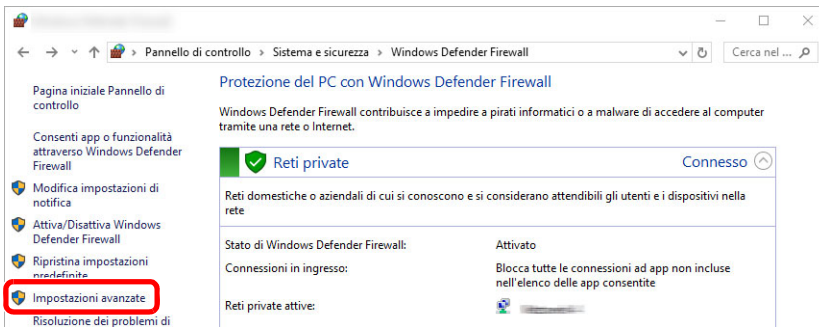 Pannello di controllo > Sistema e sicurezza > Windows Defender Firewall
Cerca nel ...
Pagina iniziale Pannello di
controllo
Consenti app o funzionalità
attraverso Windows Defender
Firewall
Modifica impostazioni di
notifica
Attiva/Disattiva Windows
Defender Firewall
Ripristina impostazioni
predefinite
Impostazioni avanzate
Risoluzione dei problemi di
Protezione del PC con Windows Defender Firewall
Windows Defender Firewall contribuisce a impedire a pirati informatici o a malware di accedere al computer
tramite una rete o Internet.
Reti private
Connesso
Reti domestiche o aziendali di cui si conoscono e si considerano attendibili gli utenti e i dispositivi nella
rete
Stato di Windows Defender Firewall:
Attivato
Connessioni in ingresso:
Blocca tutte le connessioni ad app non incluse
nell'elenco delle app consentite
Reti private attive: